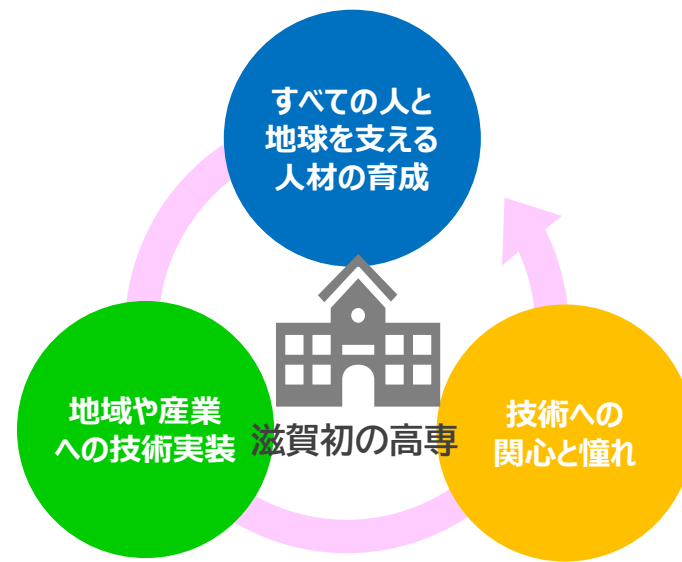 すべての人と
地球を支える
人材の育成
地域や産業
への技術実装
滋賀初の高専
技術への
関心と憧れ